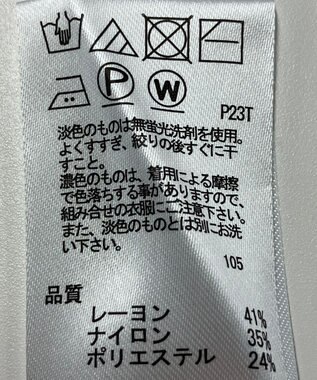 P
W
P23T
淡色のものは無蛍光洗剤を使用。
よくすすぎ、絞りの後すぐに干
すこと。
濃色のものは、着用による摩擦
で色落ちする事がありますので、
組み合せの衣服にご注意下さい。
また、淡色のものとは別にお洗
い下さい。
105
品質
レーヨン 41%
ナイロン 35%
ポリエステル 24%